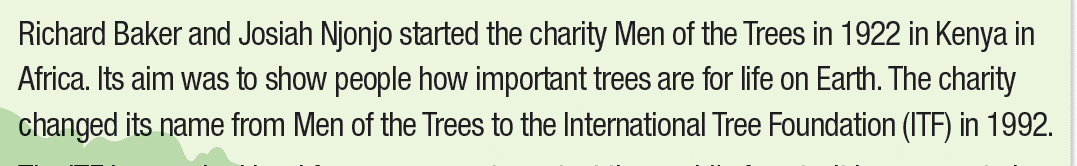 Richard Baker and Josiah Njonjo started the charity Men of the Trees in 1922 in Kenya in
Africa. Its aim was to show people how important trees are for life on Earth. The charity
changed its name from Men of the Trees to the International Tree Foundation (ITF) in 1992.